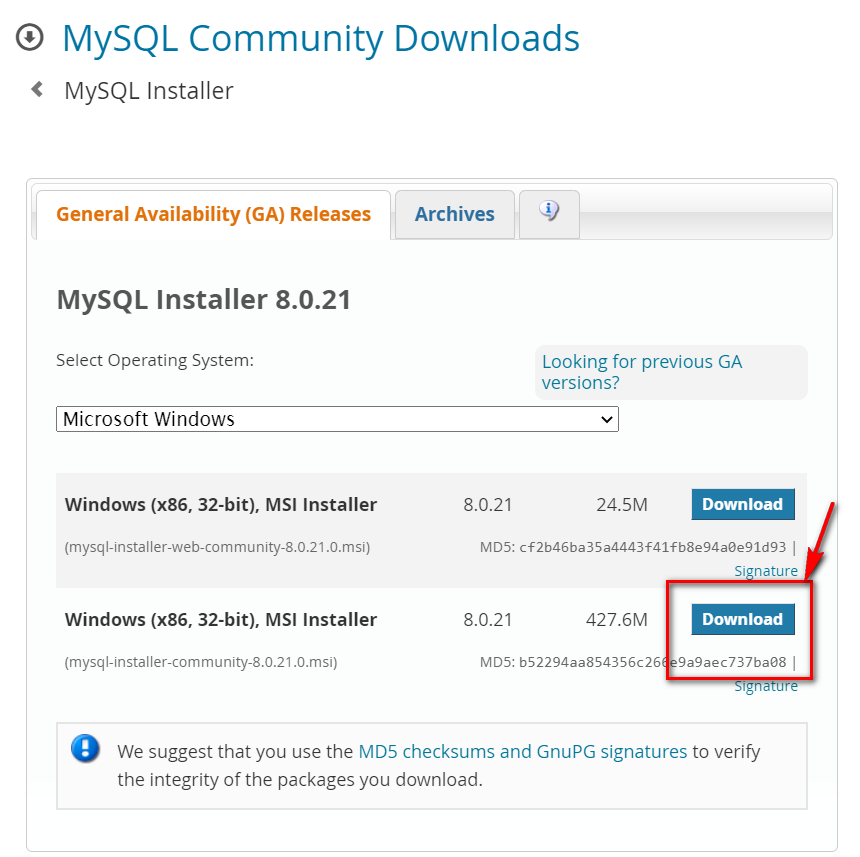 MySQL Community Downloads
MySQL Installer
General Availability (GA) Releases
Archives
MySQL Installer 8.0.21
Select Operating System:
Looking for previous GA
versions?
Microsoft Windows
Windows (x86, 32-bit), MSI Installer 8.0.21 24.5M Download
(mysql-installer-web-community-8.0.21.0.msi) MD5: cf2b46ba35a4443f41fb8e94a0e91d93 |
Signature
Windows (x86, 32-bit), MSI Installer 8.0.21 427.6M Download
(mysql-installer-community-8.0.21.0.msi) MD5: b52294aa854356c266e9a9aec737ba08 |
Signature
We suggest that you use the MD5 checksums and GnuPG signatures to verify
the integrity of the packages you download.